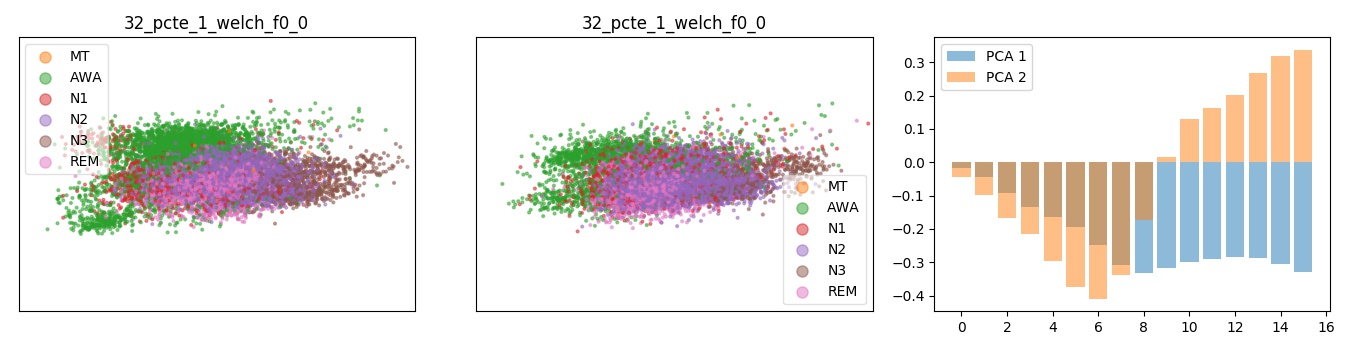 32_pcte_1_welch_f0_0
MT
AWA
N1
N2
N3
REM
32_pcte_1_welch_f0_0
MT
AWA
N1
N2
N3
REM
PCA 1
PCA 2
0.3
0.2
0.1
0.0
−0.1
−0.2
−0.3
−0.4
0 2 4 6 8 10 12 14 16